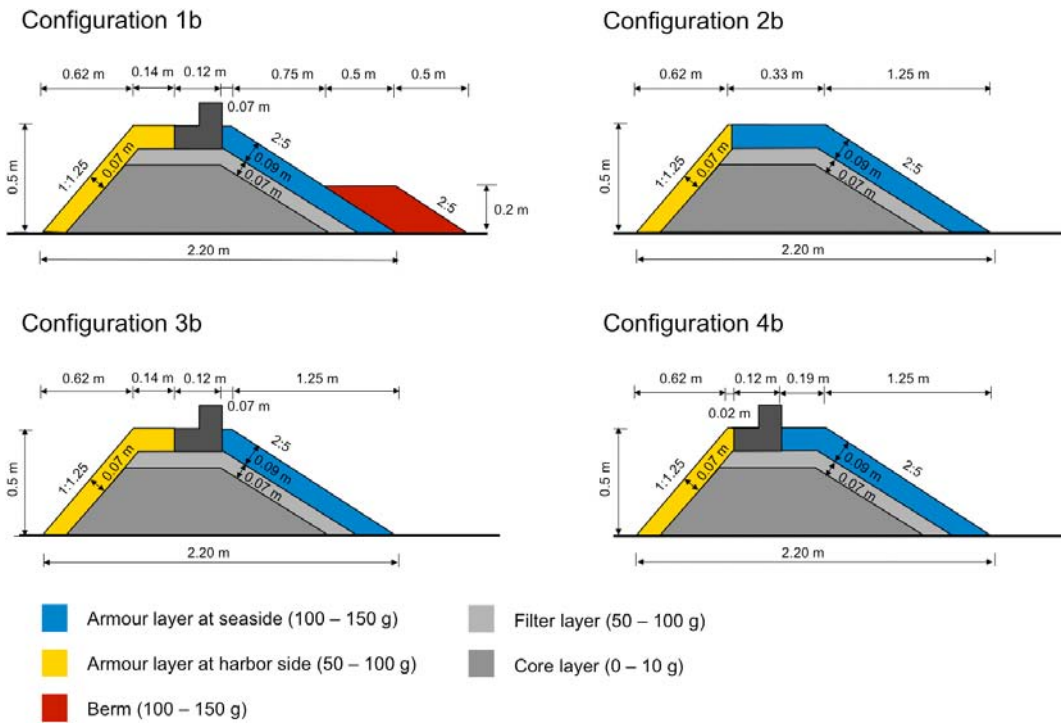 Configuration 1b
0.62 m
0.14 m
0.12 m
0.75 m
0.5 m
0.5 m
0.07 m
0.5 m
1:1.25
0.07 m
2:5
0.09 m
0.07 m
2:5
0.2 m
2.20 m
Configuration 2b
0.62 m
0.33 m
1.25 m
0.5 m
1:1.25
0.07 m
2:5
0.09 m
0.07 m
2.20 m
Configuration 3b
0.62 m
0.14 m
0.12 m
1.25 m
0.07 m
0.5 m
1:1.25
0.07 m
2:5
0.09 m
0.07 m
2.20 m
Configuration 4b
0.62 m
0.12 m
0.19 m
1.25 m
0.02 m
0.5 m
1:1.25
0.07 m
2:5
0.09 m
0.07 m
2.20 m
Armour layer at seaside (100 – 150 g)
Armour layer at harbor side (50 – 100 g)
Berm (100 – 150 g)
Filter layer (50 – 100 g)
Core layer (0 – 10 g)